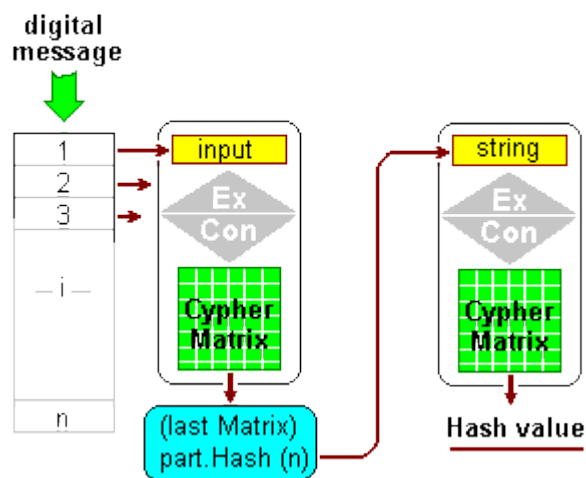 digital
message
1
2
3
i
n
input
Ex
Con
Cypher
Matrix
(last Matrix)
part.Hash (n)
string
Ex
Con
Cypher
Matrix
Hash value